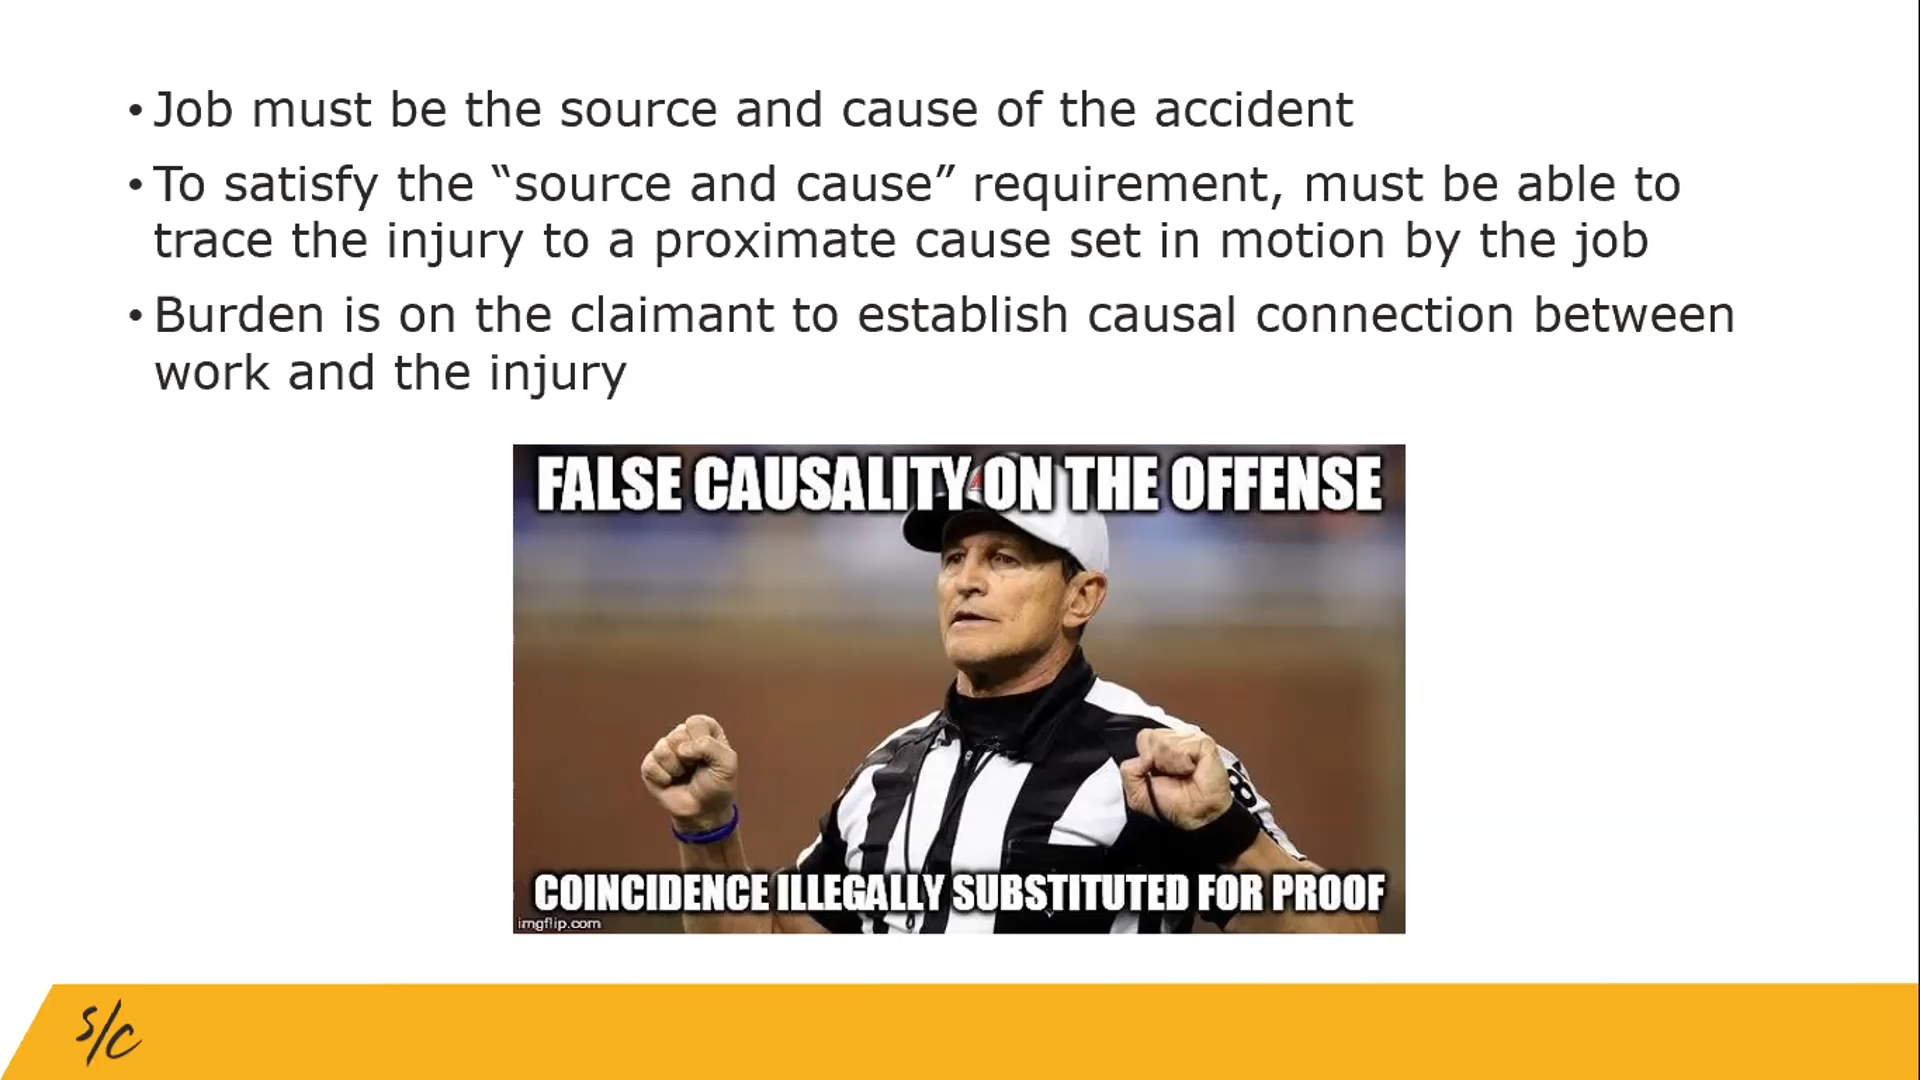 • Job must be the source and cause of the accident
• To satisfy the “source and cause” requirement, must be able to
trace the injury to a proximate cause set in motion by the job
• Burden is on the claimant to establish causal connection between
work and the injury
FALSE CAUSALITY ON THE OFFENSE
8
COINCIDENCE ILLEGALLY SUBSTITUTED FOR PROOF
imgflip.com
S/C